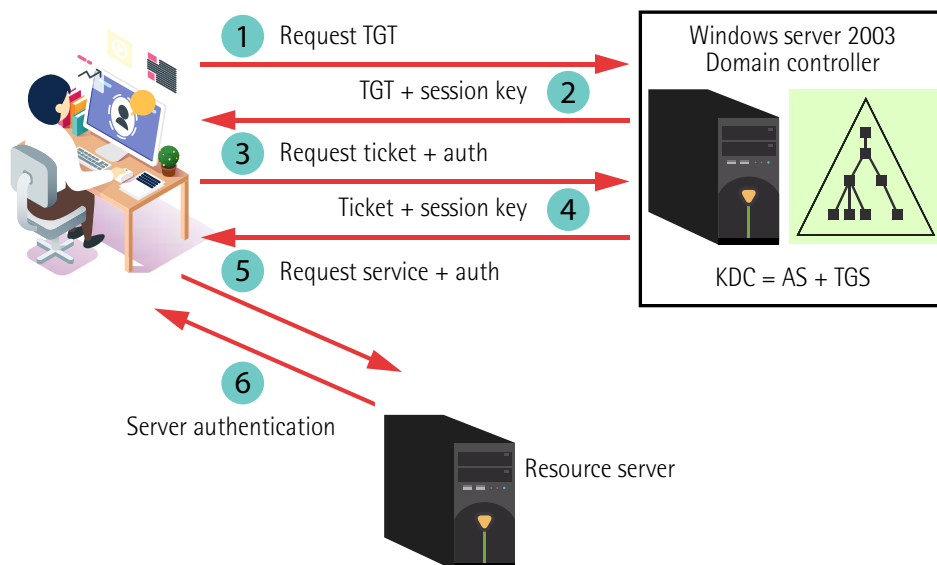 1 Request TGT
Windows server 2003
Domain controller
TGT + session key 2
3 Request ticket + auth
Ticket + session key 4
KDC = AS + TGS
5 Request service + auth
6
Server authentication
Resource server